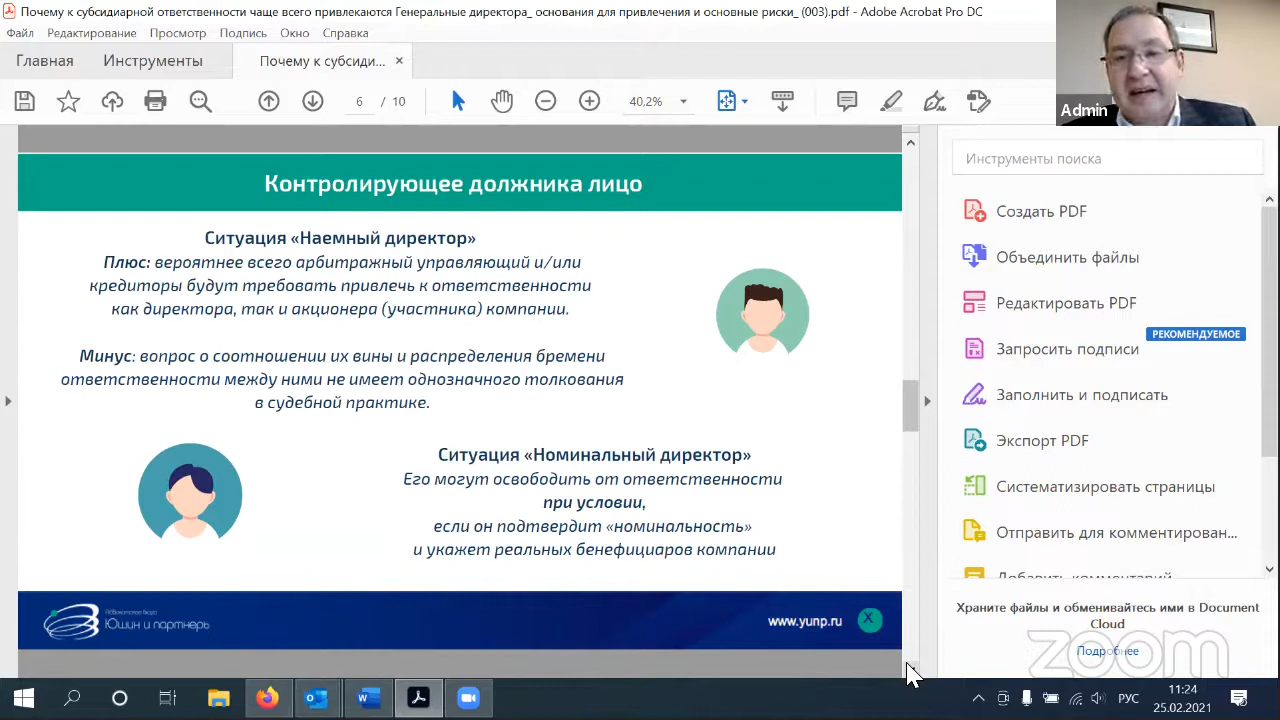 Почему к субсидиарной ответственности чаще всего привлекаются Генеральные директора_ основания для привлечения и основные риски_ (003).pdf - Adobe Acrobat Pro DC
Файл Редактирование Просмотр Подпись Окно Справка
Главная Инструменты Почему к субсиди... ×
6 / 10 40,2%
Admin
Контролирующее должника лицо
Ситуация «Наемный директор»
Плюс: вероятнее всего арбитражный управляющий и/или
кредиторы будут требовать привлечь к ответственности
как директора, так и акционера (участника) компании.
Минус: вопрос о соотношении их вины и распределения бремени
ответственности между ними не имеет однозначного толкования
в судебной практике.
Ситуация «Номинальный директор»
Его могут освободить от ответственности
при условии,
если он подтвердит «номинальность»
и укажет реальных бенефициаров компании
Адвокатское бюро
Юшин и партнеры
www.yunp.ru X
Инструменты поиска
Создать PDF
Объединить файлы
Редактировать PDF
РЕКОМЕНДУЕМОЕ
Запросить подписи
Заполнить и подписать
Экспорт PDF
Систематизировать страницы
Отправить для комментирован...
Добавить комментарий
Храните файлы и обменивайтесь ими в Document
Cloud
Подробнее
zoom
РУС
11:24
25.02.2021